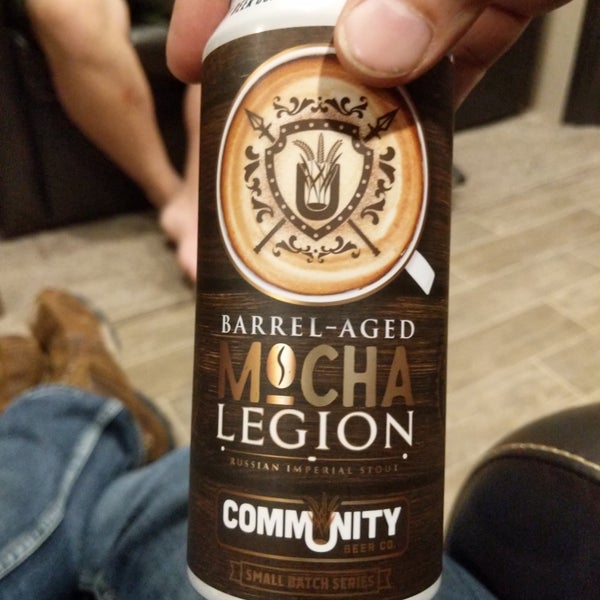 BARREL-AGED
MOCHA
LEGION
RUSSIAN IMPERIAL STOUT
COMMUNITY
BEER CO.
SMALL BATCH SERIES